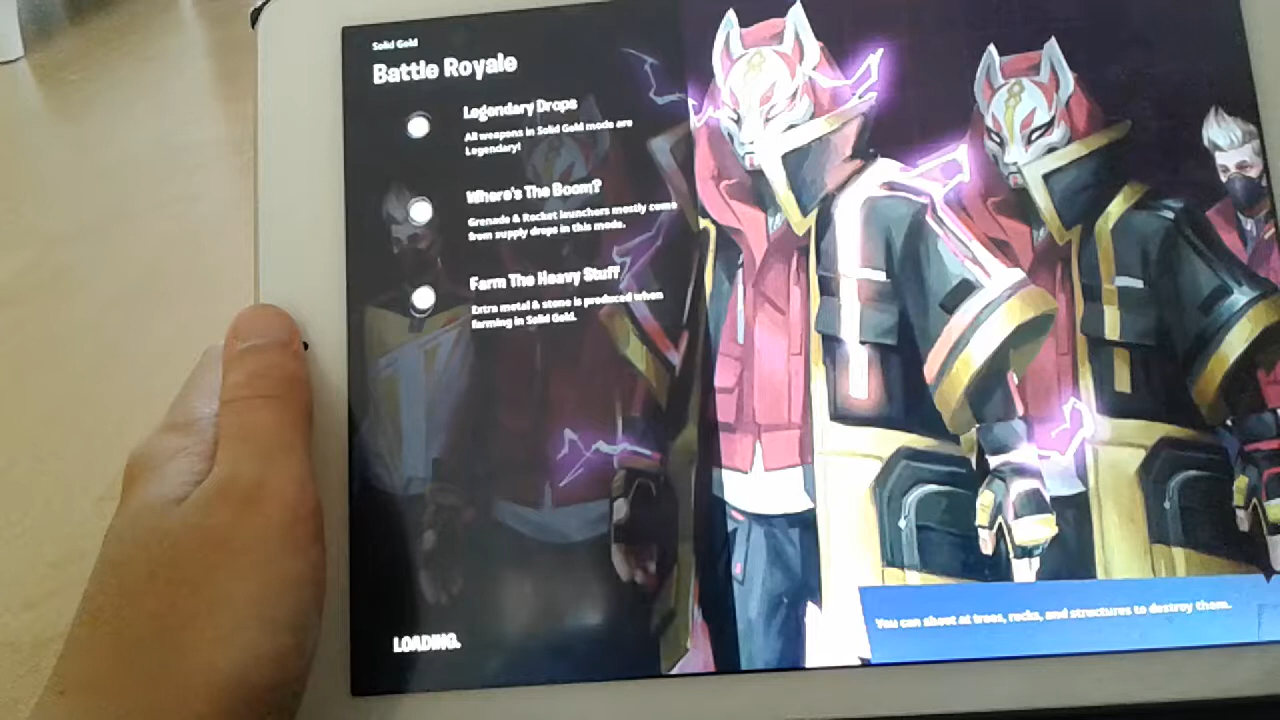 Solid Gold
Battle Royale
Legendary Drops
All weapons in Solid Gold mode are
Legendary!
Where's The Boom?
Grenade & Rocket launchers mostly come
from supply drops in this mode.
Farm The Heavy Stuff
Extra metal & stone is produced when
farming in Solid Gold.
You can shoot at trees, rocks, and structures to destroy them.
LOADING.